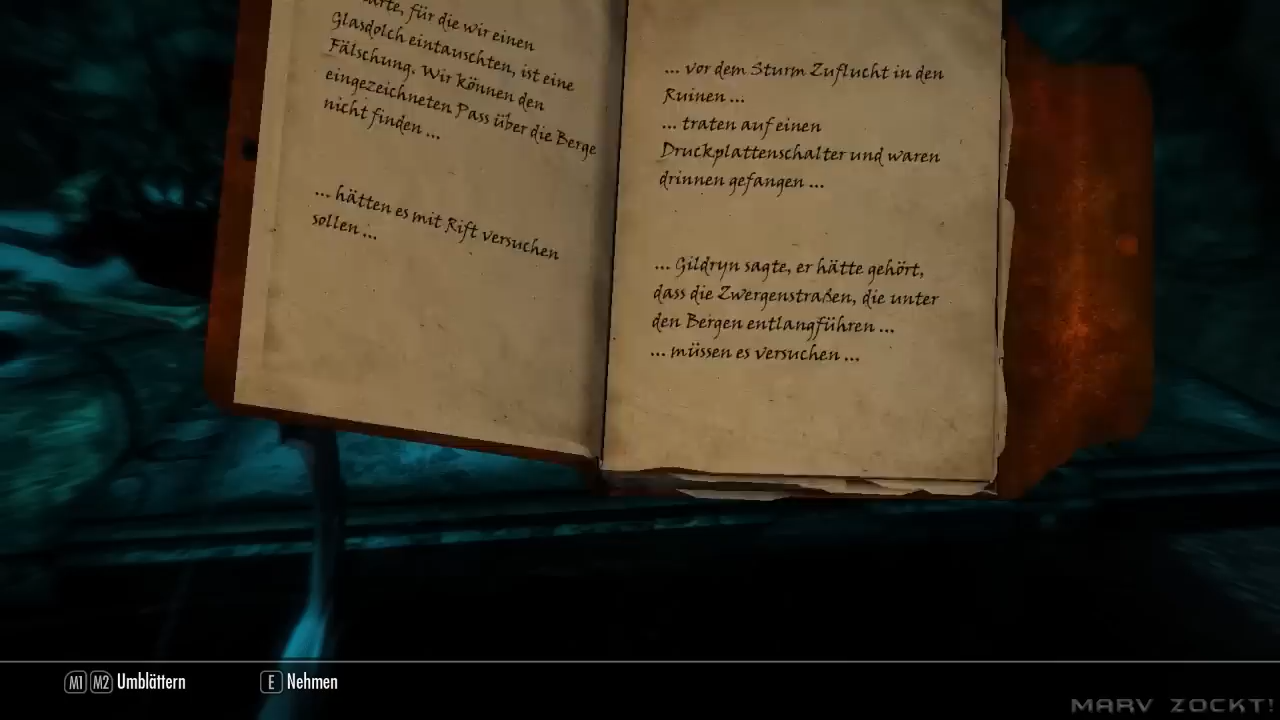 für die wir einen
Glasdolch eintauschten, ist eine
Fälschung. Wir können den
eingezeichneten Pass über die Berge
nicht finden ...
... hätten es mit Rift versuchen
sollen ...
... vor dem Sturm Zuflucht in den
Ruinen ...
... traten auf einen
Druckplattenschalter und waren
drinnen gefangen ...
... Gildryn sagte, er hätte gehört,
dass die Zwergenstraßen, die unter
den Bergen entlangführen ...
... müssen es versuchen ...
M1 M2 Umblättern
E Nehmen
MARV ZOCKT!